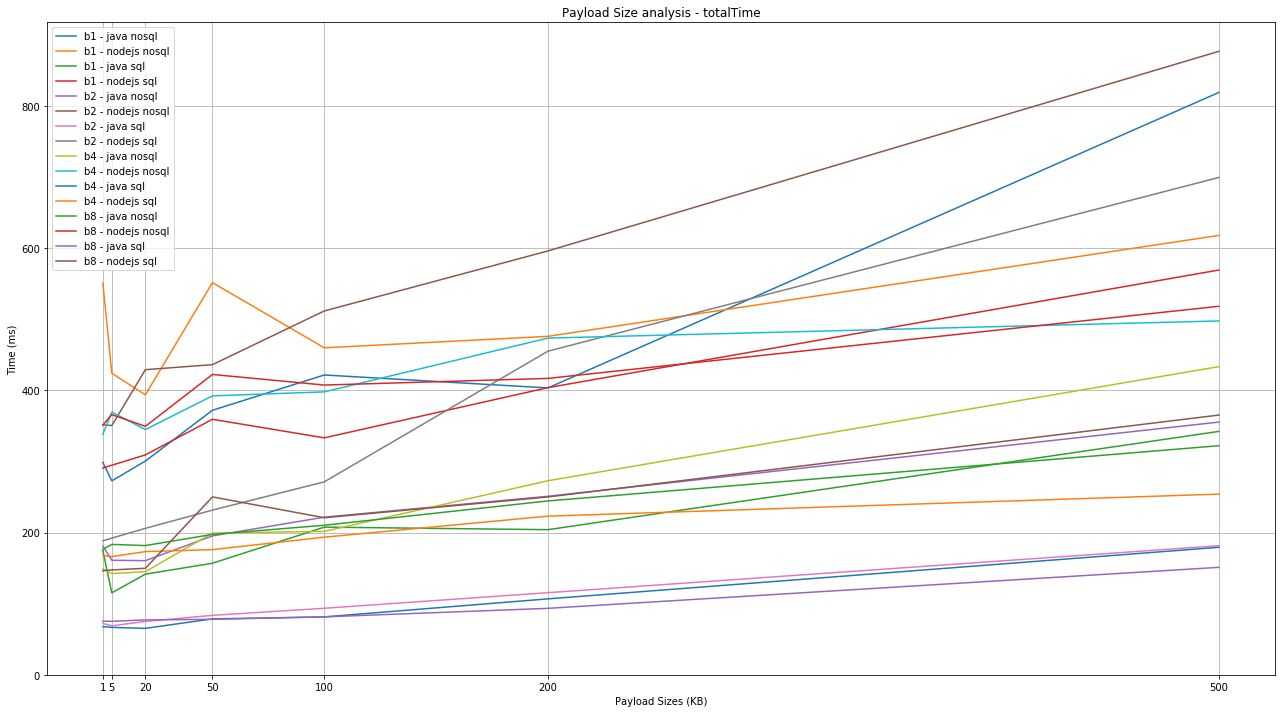 Payload Size analysis - totalTime
b1 - java nosql
b1 - nodejs nosql
b1 - java sql
b1 - nodejs sql
b2 - java nosql
b2 - nodejs nosql
b2 - java sql
b2 - nodejs sql
b4 - java nosql
b4 - nodejs nosql
b4 - java sql
b4 - nodejs sql
b8 - java nosql
b8 - nodejs nosql
b8 - java sql
b8 - nodejs sql
800
600
400
200
0
Time (ms)
1 5 20 50 100 200 500
Payload Sizes (KB)